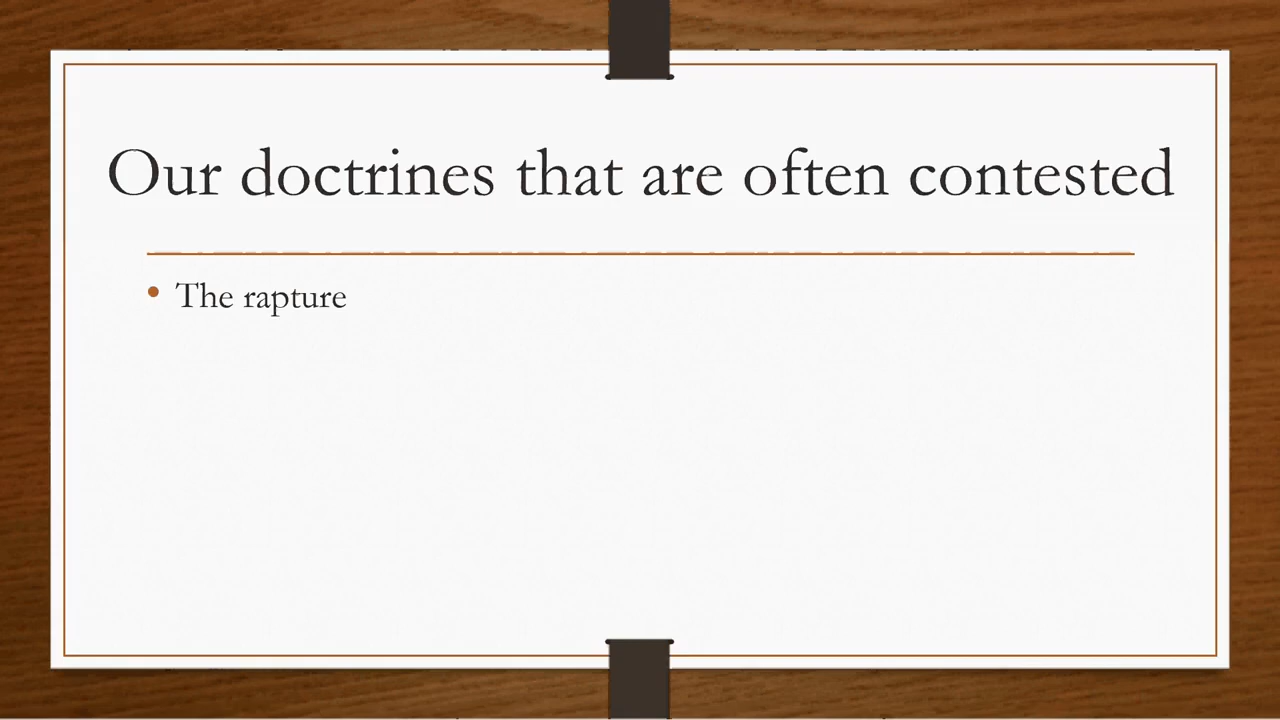 Our doctrines that are often contested
• The rapture